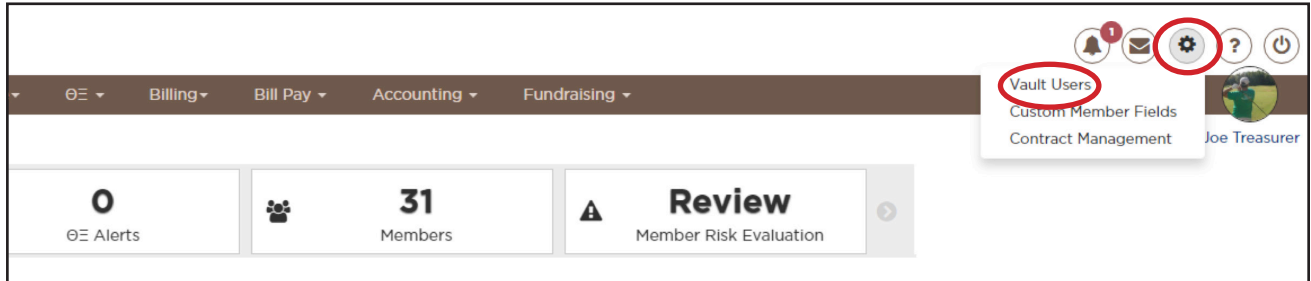 1
?
Vault Users
ΘΞ Billing Bill Pay Accounting Fundraising
Custom Member Fields
Contract Management
Joe Treasurer
0
ΘΞ Alerts
31
Members
Review
Member Risk Evaluation